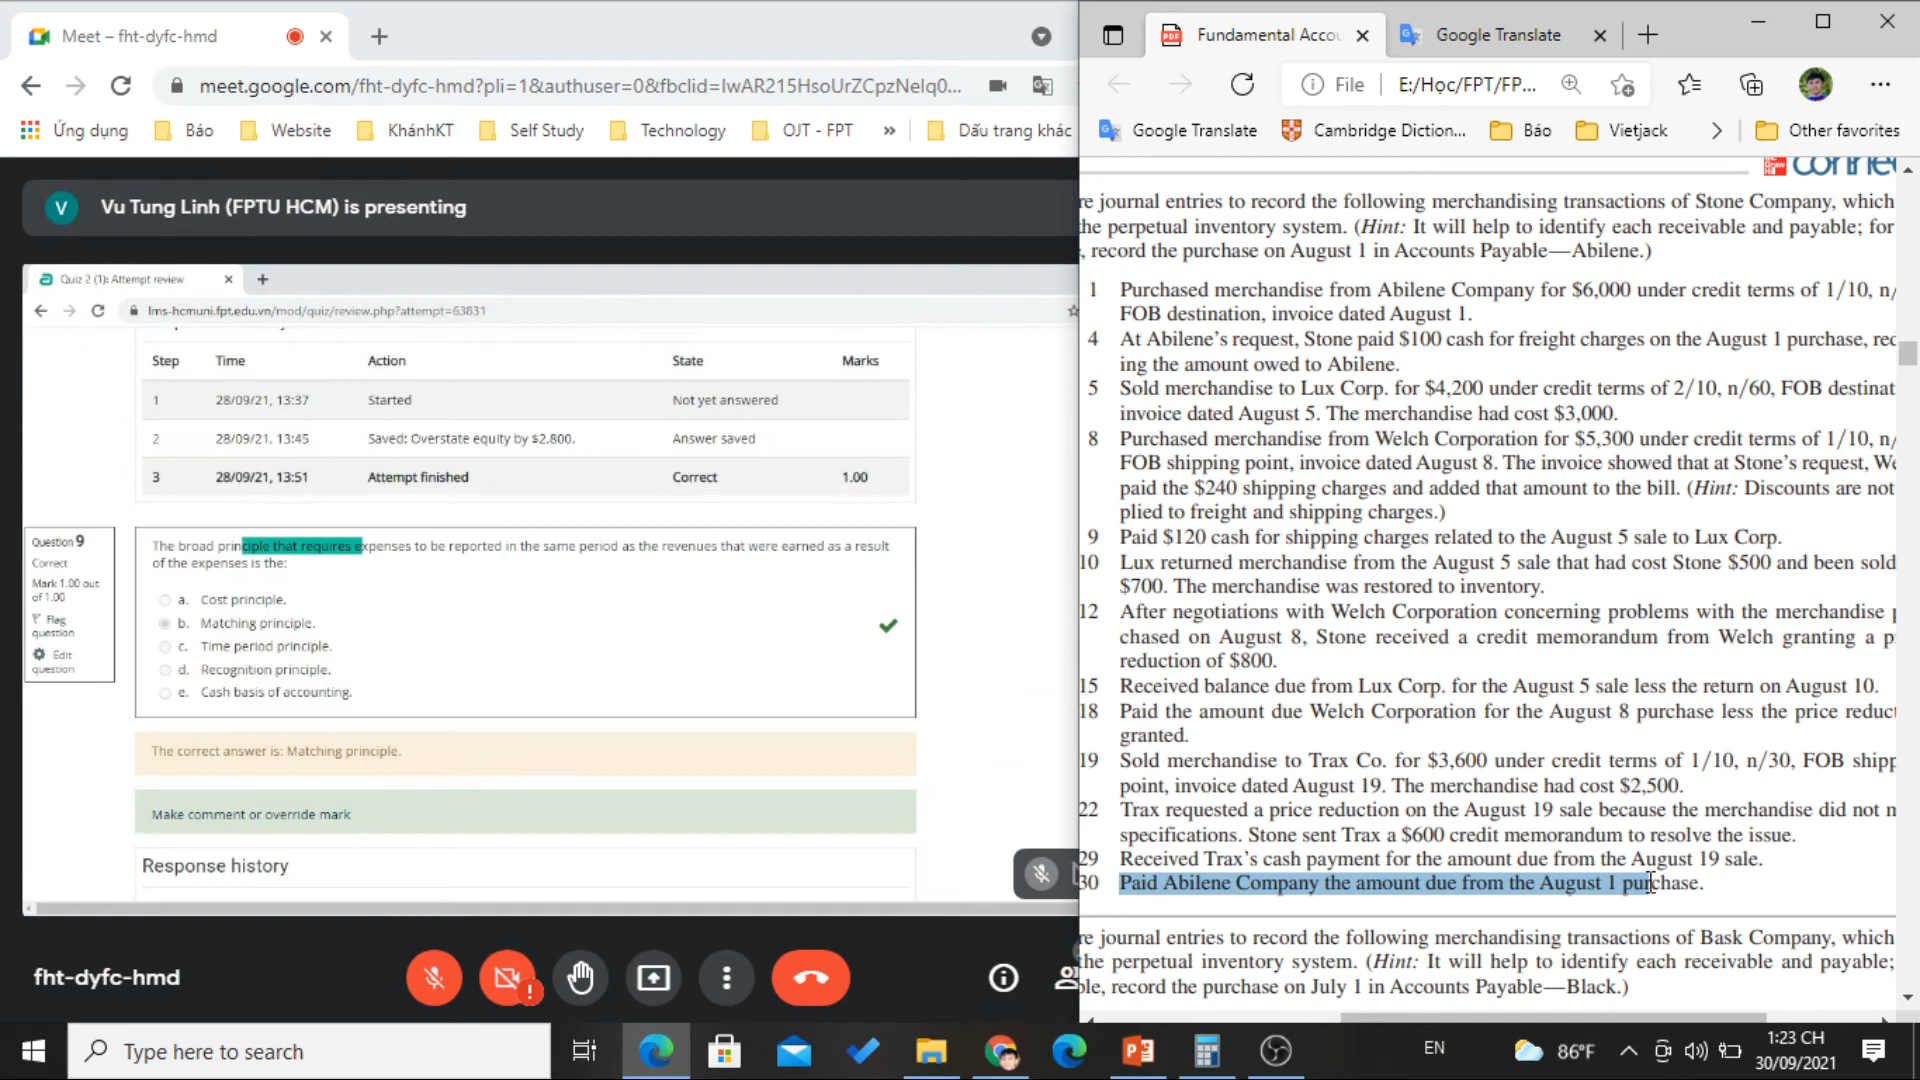 Meet – fht-dyfc-hmd
meet.google.com/fht-dyfc-hmd?pli=1&authuser=0&fbclid=IwAR215HsoUrZCpzNeIq0...
Ứng dụng Báo Website KhánhKT Self Study Technology OJT - FPT » Dấu trang khác
V Vu Tung Linh (FPTU HCM) is presenting
Quiz 2 (1): Attempt review
lms-hcmuni.fpt.edu.vn/mod/quiz/review.php?attempt=63831
Step Time Action State Marks
1 28/09/21, 13:37 Started Not yet answered
2 28/09/21, 13:45 Saved: Overstate equity by $2,800. Answer saved
3 28/09/21, 13:51 Attempt finished Correct 1.00
Question 9
Correct
Mark 1.00 out
of 1.00
Flag
question
Edit
question
The broad principle that requires expenses to be reported in the same period as the revenues that were earned as a result
of the expenses is the:
a. Cost principle.
b. Matching principle.
c. Time period principle.
d. Recognition principle.
e. Cash basis of accounting.
The correct answer is: Matching principle.
Make comment or override mark
Response history
fht-dyfc-hmd
Fundamental Accou
Google Translate
File E:/Học/FPT/FP...
Google Translate Cambridge Diction... Báo Vietjack Other favorites
re journal entries to record the following merchandising transactions of Stone Company, which
the perpetual inventory system. (Hint: It will help to identify each receivable and payable; for
, record the purchase on August 1 in Accounts Payable—Abilene.)
1 Purchased merchandise from Abilene Company for $6,000 under credit terms of 1/10, n/
FOB destination, invoice dated August 1.
4 At Abilene's request, Stone paid $100 cash for freight charges on the August 1 purchase, rec
ing the amount owed to Abilene.
5 Sold merchandise to Lux Corp. for $4,200 under credit terms of 2/10, n/60, FOB destinat
invoice dated August 5. The merchandise had cost $3,000.
8 Purchased merchandise from Welch Corporation for $5,300 under credit terms of 1/10, n/
FOB shipping point, invoice dated August 8. The invoice showed that at Stone's request, We
paid the $240 shipping charges and added that amount to the bill. (Hint: Discounts are not
plied to freight and shipping charges.)
9 Paid $120 cash for shipping charges related to the August 5 sale to Lux Corp.
10 Lux returned merchandise from the August 5 sale that had cost Stone $500 and been sold
$700. The merchandise was restored to inventory.
12 After negotiations with Welch Corporation concerning problems with the merchandise p
chased on August 8, Stone received a credit memorandum from Welch granting a p
reduction of $800.
15 Received balance due from Lux Corp. for the August 5 sale less the return on August 10.
18 Paid the amount due Welch Corporation for the August 8 purchase less the price reduct
granted.
19 Sold merchandise to Trax Co. for $3,600 under credit terms of 1/10, n/30, FOB shipp
point, invoice dated August 19. The merchandise had cost $2,500.
22 Trax requested a price reduction on the August 19 sale because the merchandise did not m
specifications. Stone sent Trax a $600 credit memorandum to resolve the issue.
29 Received Trax's cash payment for the amount due from the August 19 sale.
30 Paid Abilene Company the amount due from the August 1 purchase.
re journal entries to record the following merchandising transactions of Bask Company, which
the perpetual inventory system. (Hint: It will help to identify each receivable and payable;
ble, record the purchase on July 1 in Accounts Payable—Black.)
Type here to search
EN
86°F
1:23 CH
30/09/2021